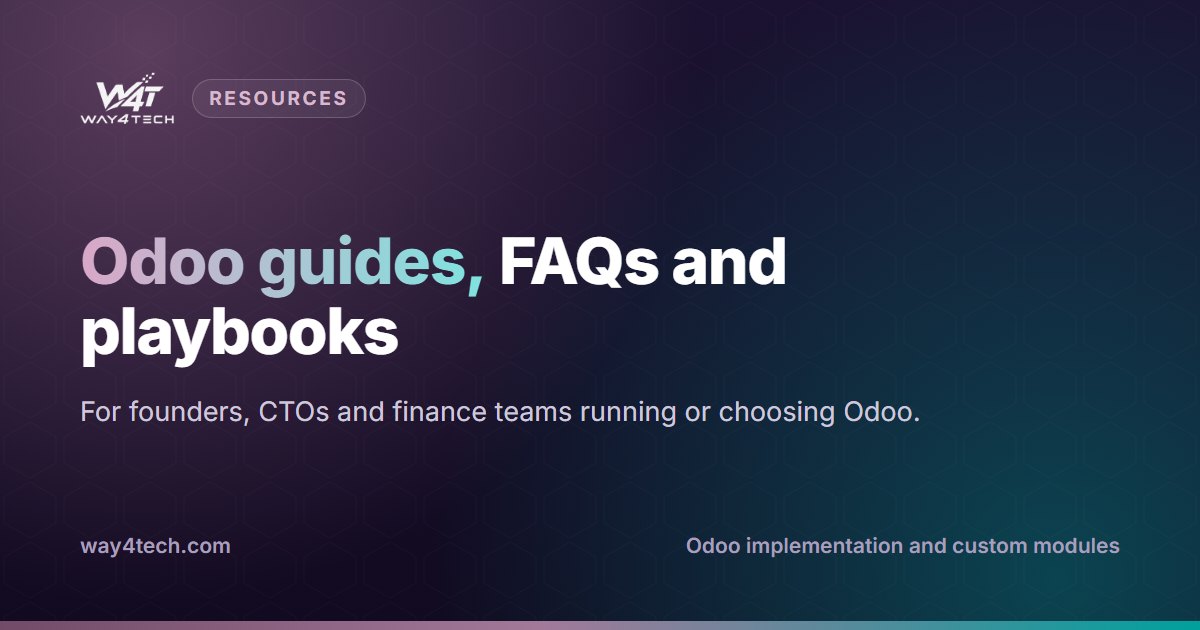 W4T
WAY4TECH
RESOURCES
Odoo guides, FAQs and
playbooks
For founders, CTOs and finance teams running or choosing Odoo.
way4tech.com
Odoo implementation and custom modules